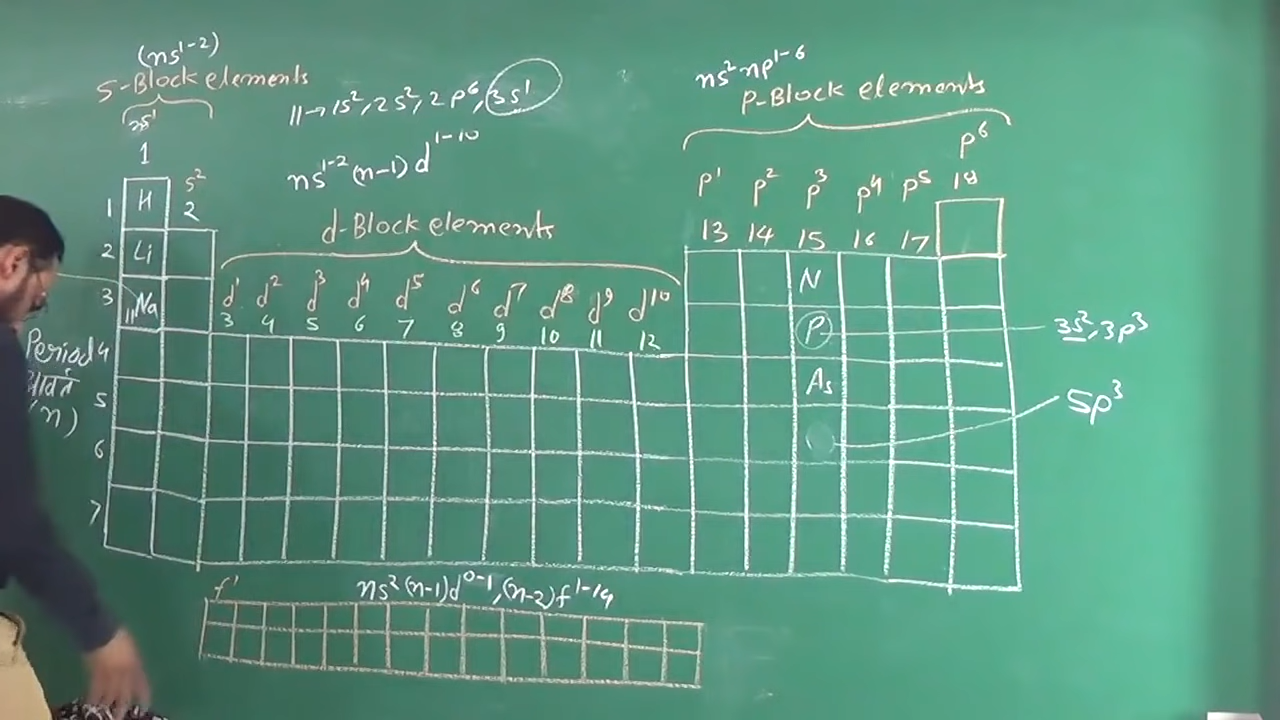 (ns¹⁻²)
S-Block elements
11→ 1s², 2s², 2p⁶, 3s¹
1
s²
2
ns¹⁻² (n-1) d¹⁻¹⁰
d-Block elements
d¹ d² d³ d⁴ d⁵ d⁶ d⁷ d⁸ d⁹ d¹⁰
3 4 5 6 7 8 9 10 11 12
ns² np¹⁻⁶
P-Block elements
p¹ p² p³ p⁴ p⁵ p⁶
13 14 15 16 17 18
1 H
2 Li
3 ₁₁Na
Period 4
आवर्त
(n)
5
6
7
N
P 3s², 3p³
As
5p³
f¹
ns² (n-1)d⁰⁻¹, (n-2)f¹⁻¹⁴